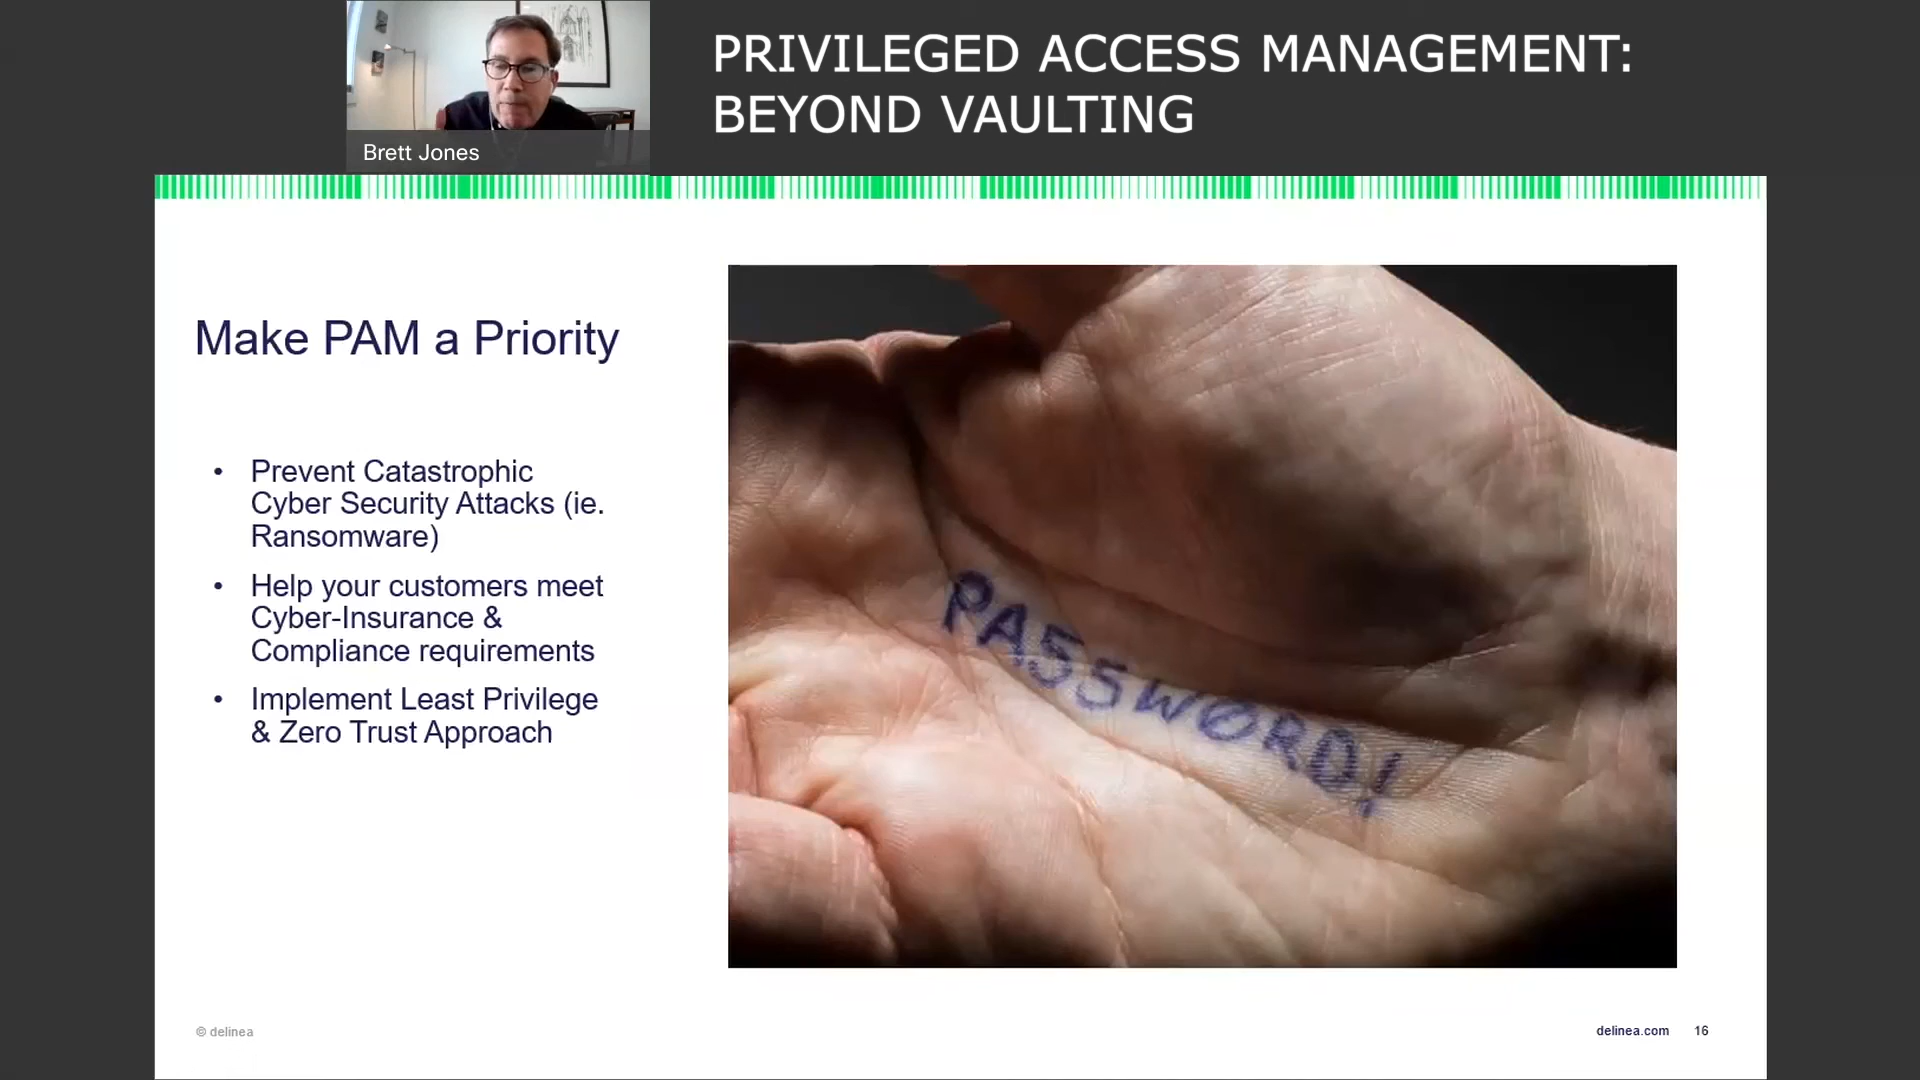 PRIVILEGED ACCESS MANAGEMENT:
BEYOND VAULTING
Brett Jones
Make PAM a Priority
• Prevent Catastrophic
Cyber Security Attacks (ie.
Ransomware)
• Help your customers meet
Cyber-Insurance &
Compliance requirements
• Implement Least Privilege
& Zero Trust Approach
PASSWORD!
© delinea
delinea.com 16